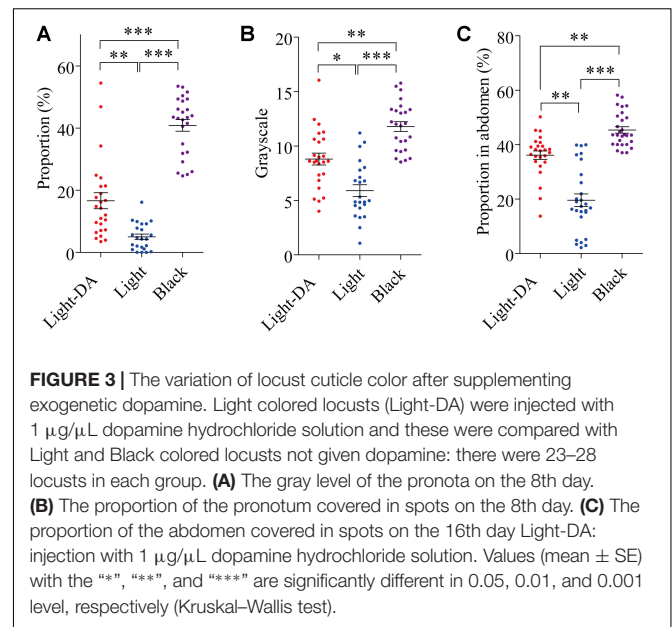 A
B
C
***
**
***
**
*
***
**
**
***
Proportion (%)
60
40
20
0
Grayscale
20
15
10
5
0
Proportion in abdomen (%)
80
60
40
20
0
Light-DA
Light
Black
Light-DA
Light
Black
Light-DA
Light
Black
FIGURE 3 | The variation of locust cuticle color after supplementing
exogenetic dopamine. Light colored locusts (Light-DA) were injected with
1 μg/μL dopamine hydrochloride solution and these were compared with
Light and Black colored locusts not given dopamine: there were 23–28
locusts in each group. (A) The gray level of the pronota on the 8th day.
(B) The proportion of the pronotum covered in spots on the 8th day. (C) The
proportion of the abdomen covered in spots on the 16th day Light-DA:
injection with 1 μg/μL dopamine hydrochloride solution. Values (mean ± SE)
with the “*”, “**”, and “***” are significantly different in 0.05, 0.01, and 0.001
level, respectively (Kruskal–Wallis test).